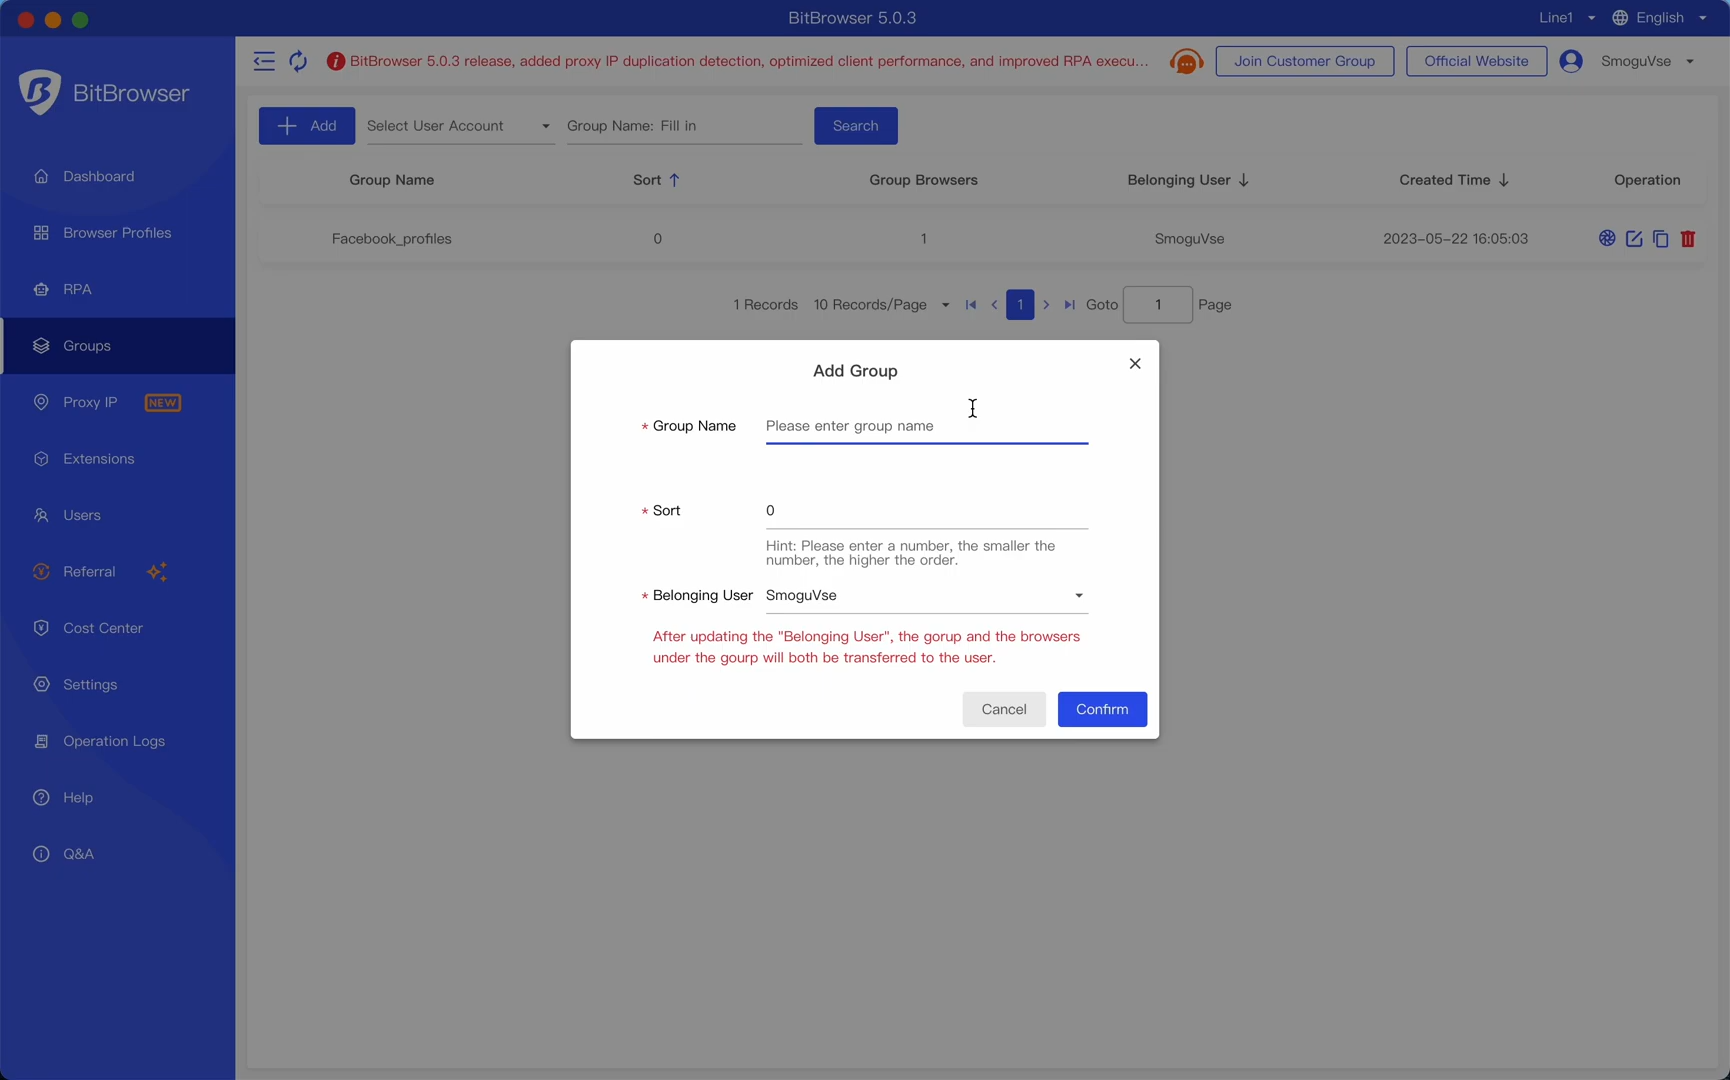 BitBrowser 5.0.3
Line1
English
BitBrowser
BitBrowser 5.0.3 release, added proxy IP duplication detection, optimized client performance, and improved RPA execu...
Join Customer Group
Official Website
SmoguVse
Add
Select User Account
Group Name: Fill in
Search
Dashboard
Browser Profiles
RPA
Groups
Proxy IP
NEW
Extensions
Users
Referral
Cost Center
Settings
Operation Logs
Help
Q&A
Group Name
Sort
Group Browsers
Belonging User
Created Time
Operation
Facebook_profiles
0
1
SmoguVse
2023-05-22 16:05:03
1 Records
10 Records/Page
1
Goto
1
Page
Add Group
* Group Name
Please enter group name
* Sort
0
Hint: Please enter a number, the smaller the
number, the higher the order.
* Belonging User
SmoguVse
After updating the "Belonging User", the gorup and the browsers
under the gourp will both be transferred to the user.
Cancel
Confirm